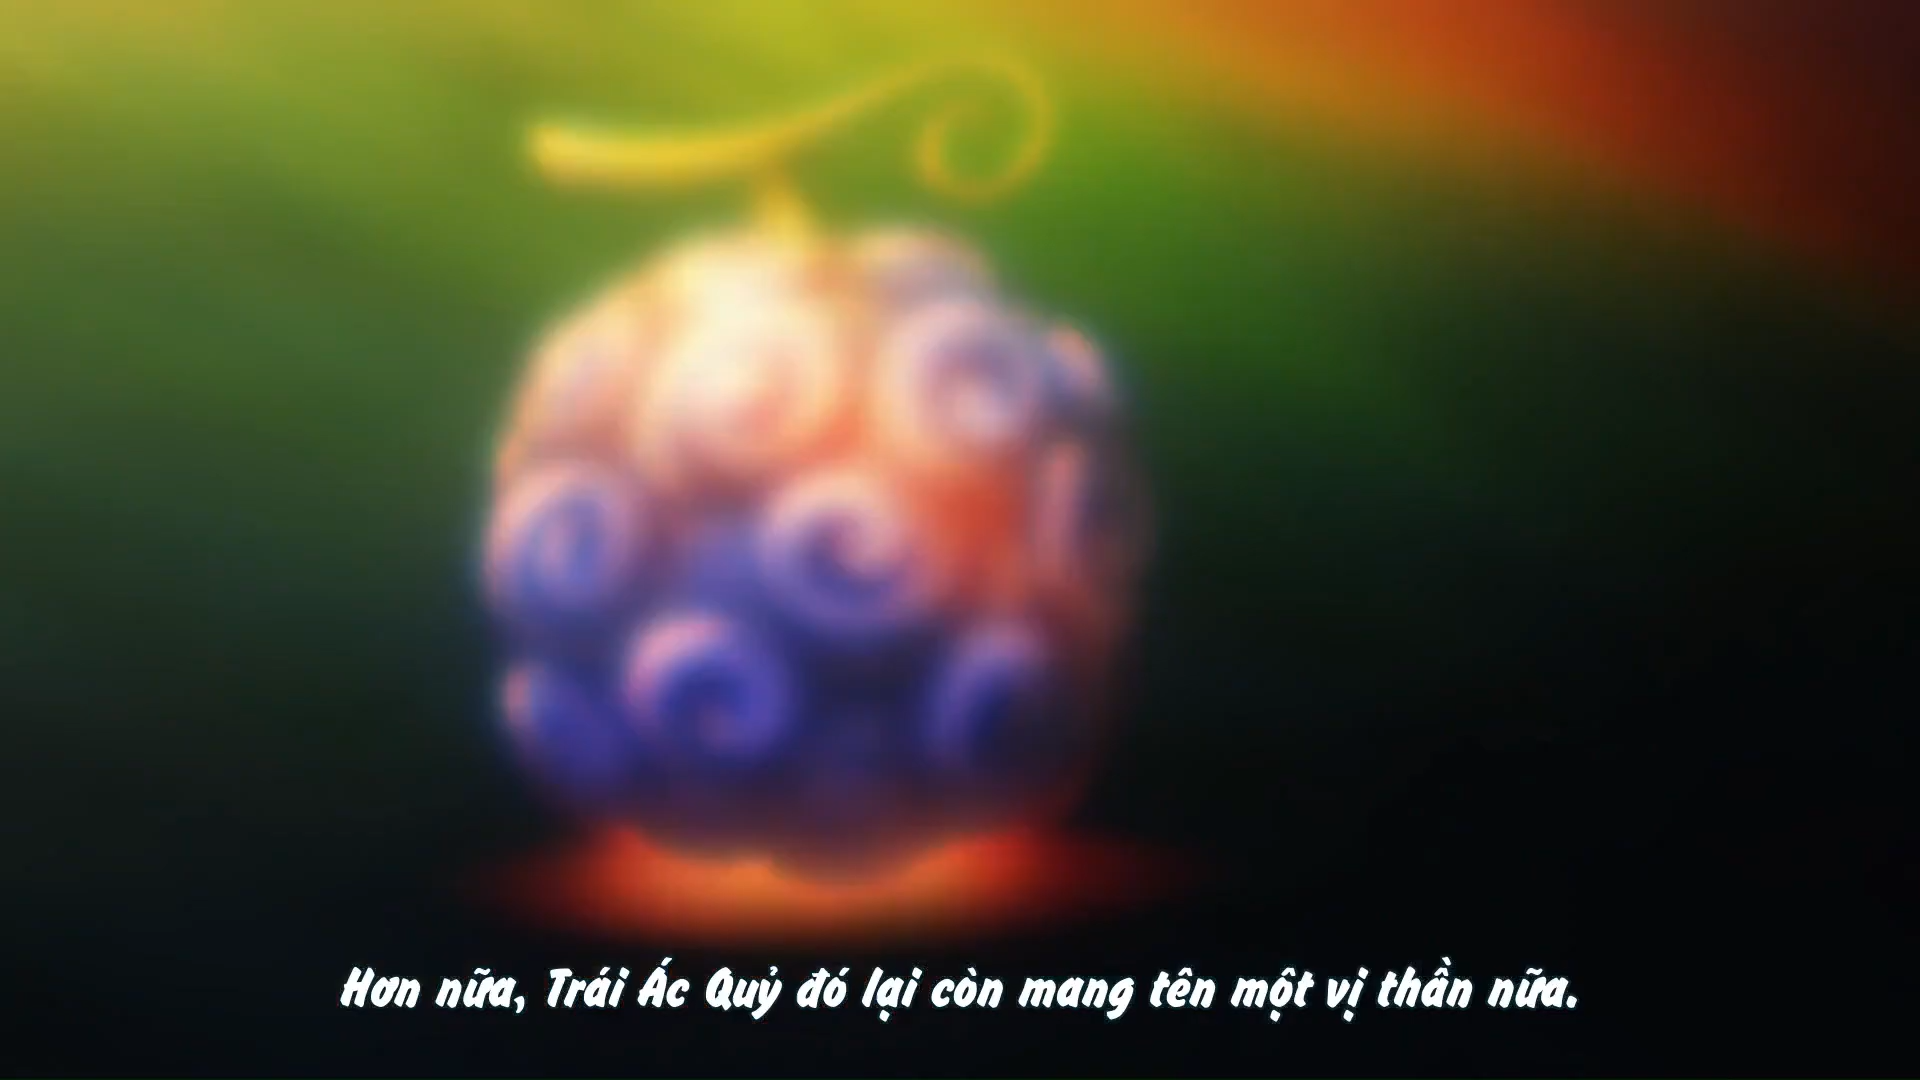 Hơn nữa, Trái Ác Quỷ đó lại còn mang tên một vị thần nữa.